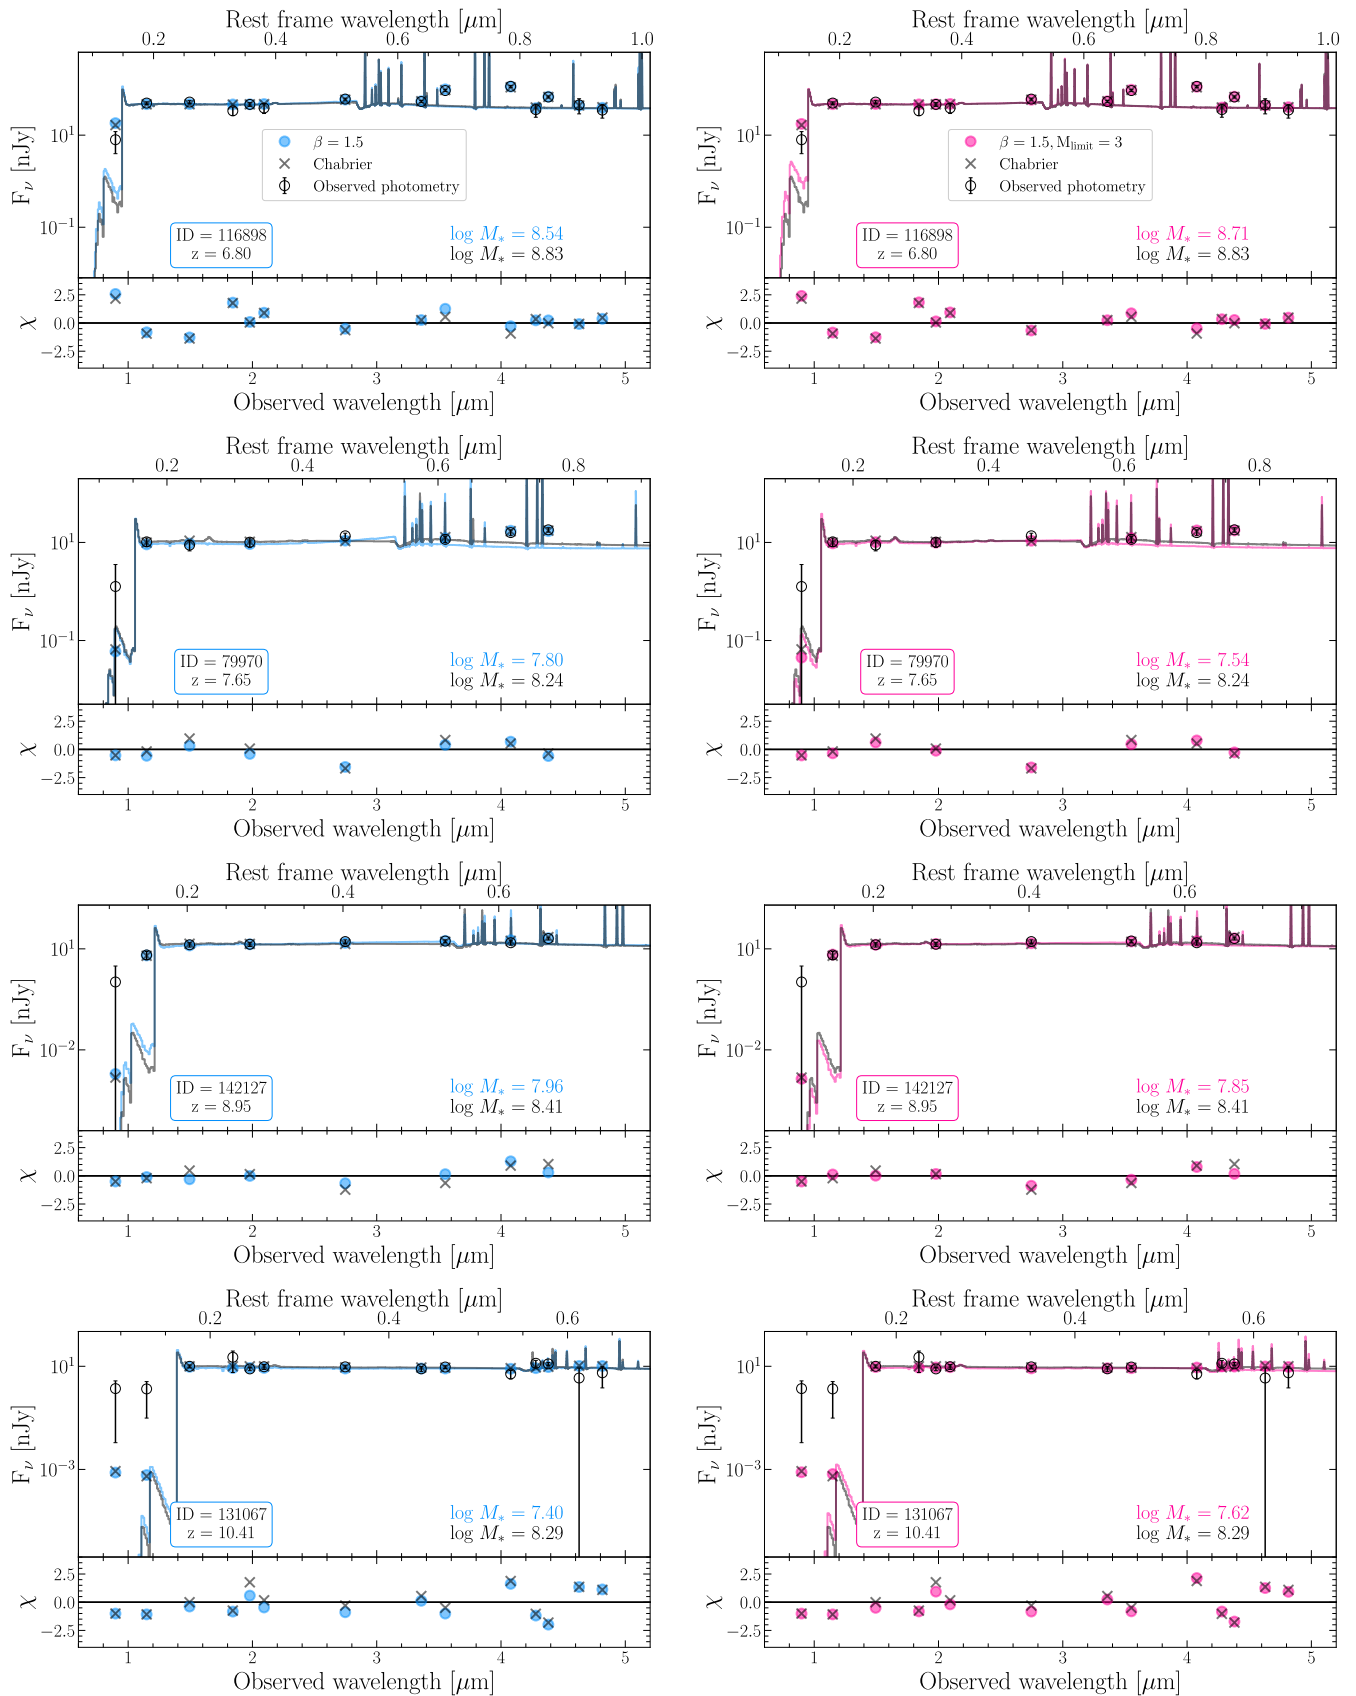 Rest frame wavelength [μm]
0.2 0.4 0.6 0.8 1.0
F_ν [nJy]
10^1
10^−1
β = 1.5
Chabrier
Observed photometry
ID = 116898
z = 6.80
log M_* = 8.54
log M_* = 8.83
χ
2.5
0.0
−2.5
1 2 3 4 5
Observed wavelength [μm]
Rest frame wavelength [μm]
0.2 0.4 0.6 0.8 1.0
F_ν [nJy]
10^1
10^−1
β = 1.5, M_limit = 3
Chabrier
Observed photometry
ID = 116898
z = 6.80
log M_* = 8.71
log M_* = 8.83
χ
2.5
0.0
−2.5
1 2 3 4 5
Observed wavelength [μm]
Rest frame wavelength [μm]
0.2 0.4 0.6 0.8
F_ν [nJy]
10^1
10^−1
ID = 79970
z = 7.65
log M_* = 7.80
log M_* = 8.24
χ
2.5
0.0
−2.5
1 2 3 4 5
Observed wavelength [μm]
Rest frame wavelength [μm]
0.2 0.4 0.6 0.8
F_ν [nJy]
10^1
10^−1
ID = 79970
z = 7.65
log M_* = 7.54
log M_* = 8.24
χ
2.5
0.0
−2.5
1 2 3 4 5
Observed wavelength [μm]
Rest frame wavelength [μm]
0.2 0.4 0.6
F_ν [nJy]
10^1
10^−2
ID = 142127
z = 8.95
log M_* = 7.96
log M_* = 8.41
χ
2.5
0.0
−2.5
1 2 3 4 5
Observed wavelength [μm]
Rest frame wavelength [μm]
0.2 0.4 0.6
F_ν [nJy]
10^1
10^−2
ID = 142127
z = 8.95
log M_* = 7.85
log M_* = 8.41
χ
2.5
0.0
−2.5
1 2 3 4 5
Observed wavelength [μm]
Rest frame wavelength [μm]
0.2 0.4 0.6
F_ν [nJy]
10^1
10^−3
ID = 131067
z = 10.41
log M_* = 7.40
log M_* = 8.29
χ
2.5
0.0
−2.5
1 2 3 4 5
Observed wavelength [μm]
Rest frame wavelength [μm]
0.2 0.4 0.6
F_ν [nJy]
10^1
10^−3
ID = 131067
z = 10.41
log M_* = 7.62
log M_* = 8.29
χ
2.5
0.0
−2.5
1 2 3 4 5
Observed wavelength [μm]